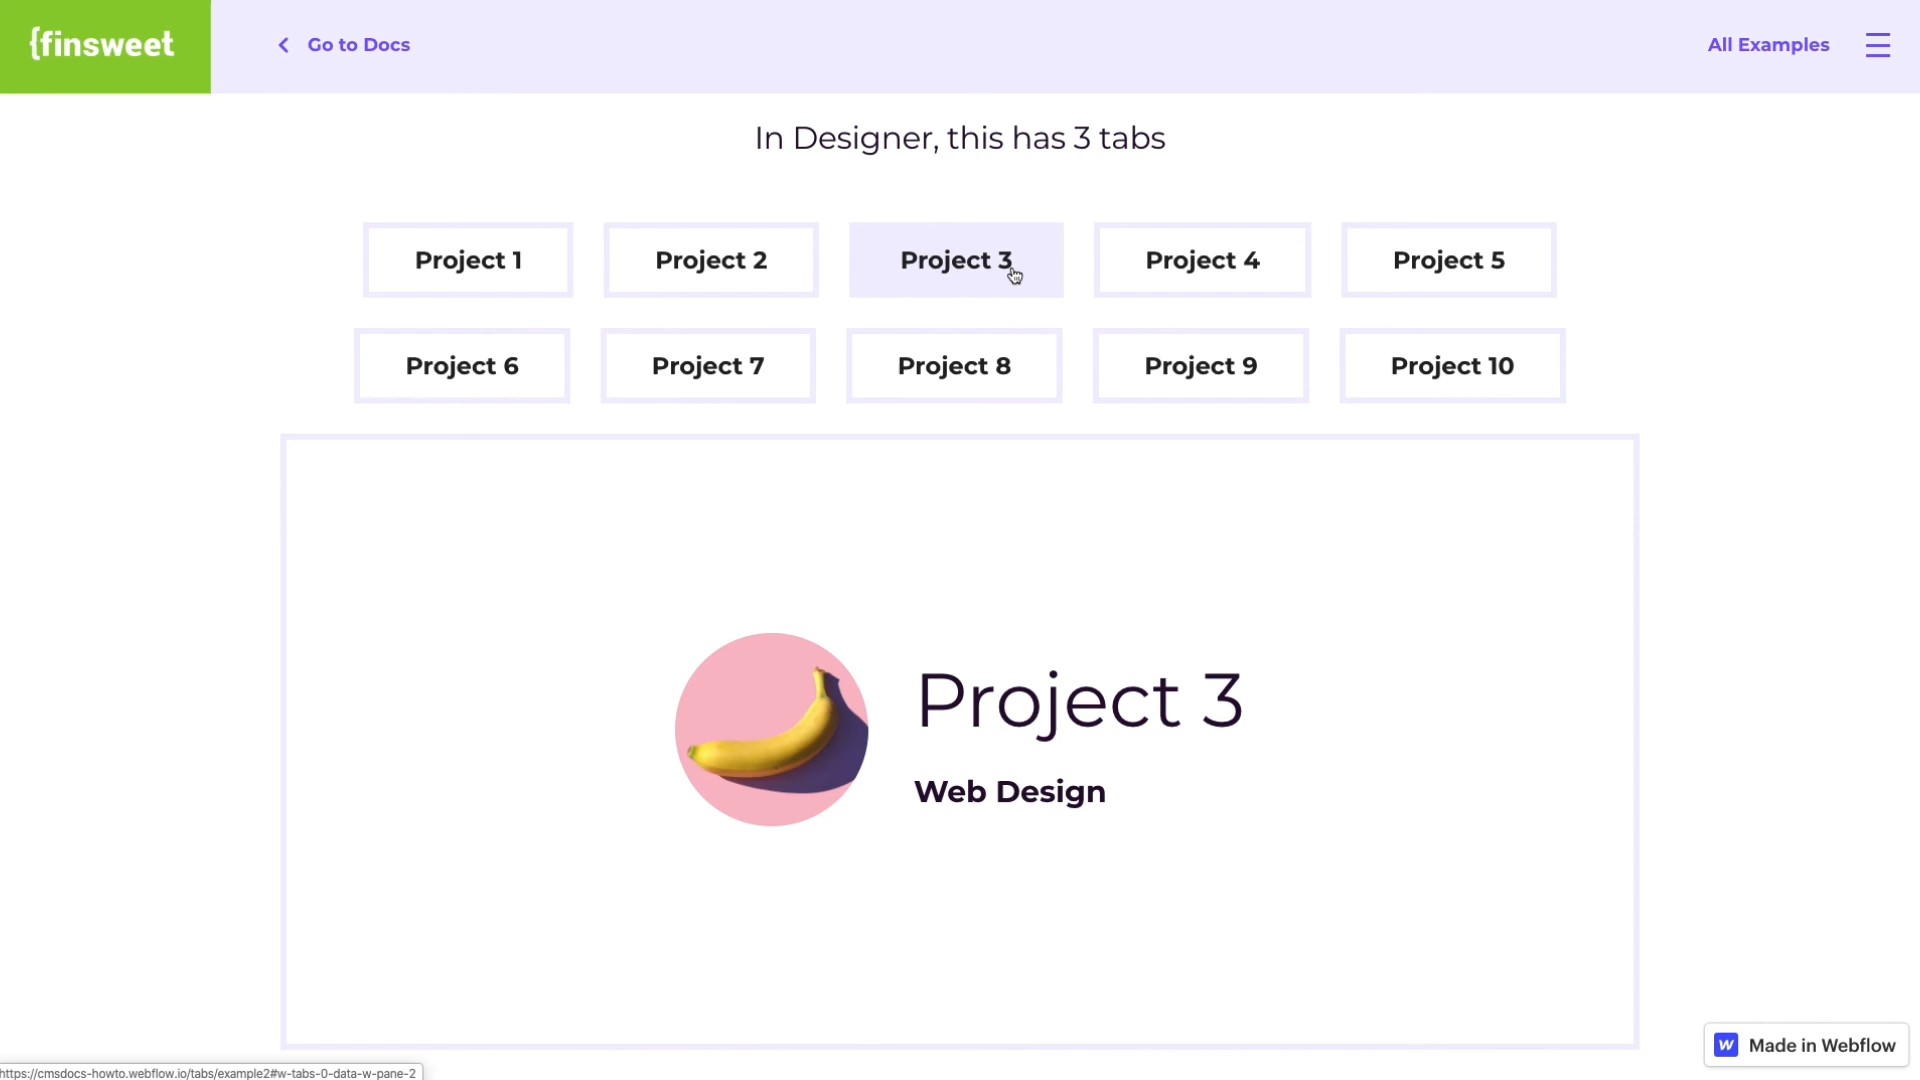 {finsweet
Go to Docs
All Examples
In Designer, this has 3 tabs
Project 1
Project 2
Project 3
Project 4
Project 5
Project 6
Project 7
Project 8
Project 9
Project 10
Project 3
Web Design
W Made in Webflow
https://cmsdocs-howto.webflow.io/tabs/example2#w-tabs-0-data-w-pane-2